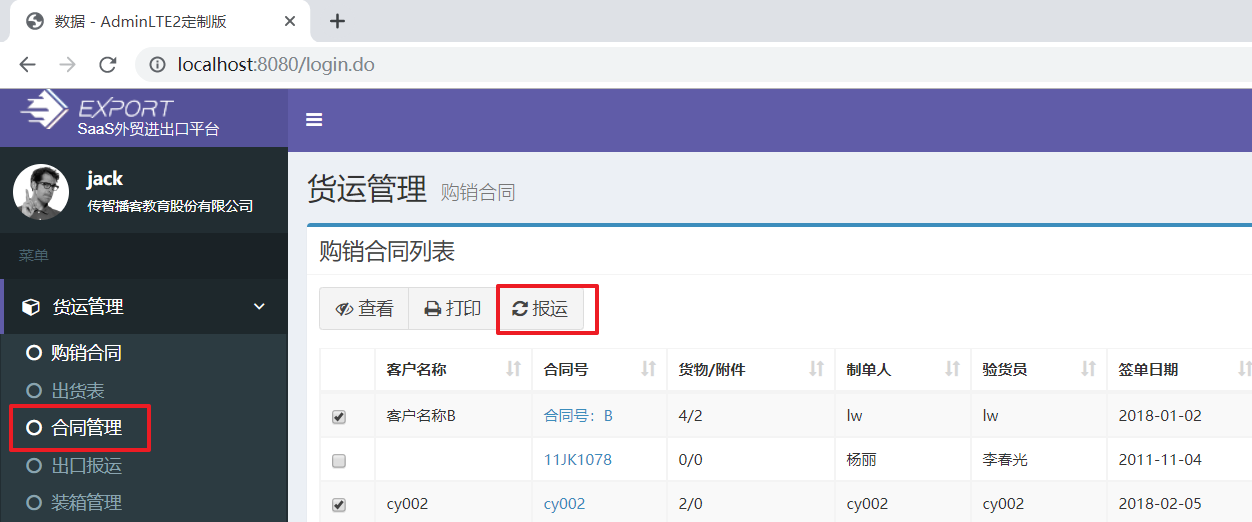 数据 - AdminLTE2定制版
localhost:8080/login.do
EXPORT
SaaS外贸进出口平台
jack
传智播客教育股份有限公司
菜单
货运管理
购销合同
出货表
合同管理
出口报运
装箱管理
货运管理 购销合同
购销合同列表
查看 打印 报运
客户名称 合同号 货物/附件 制单人 验货员 签单日期
客户名称B 合同号：B 4/2 lw lw 2018-01-02
11JK1078 0/0 杨丽 李春光 2011-11-04
cy002 cy002 2/0 cy002 cy002 2018-02-05